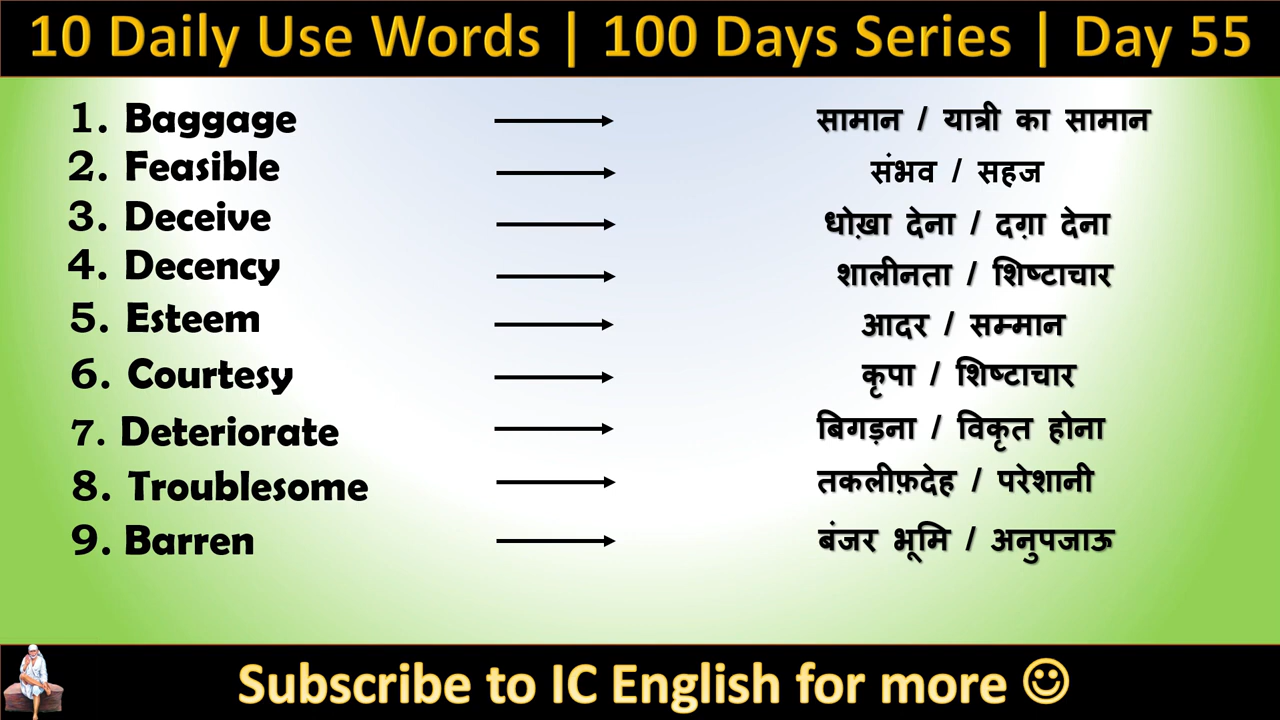 10 Daily Use Words | 100 Days Series | Day 55
1. Baggage सामान / यात्री का सामान
2. Feasible संभव / सहज
3. Deceive धोख़ा देना / दग़ा देना
4. Decency शालीनता / शिष्टाचार
5. Esteem आदर / सम्मान
6. Courtesy कृपा / शिष्टाचार
7. Deteriorate बिगड़ना / विकृत होना
8. Troublesome तकलीफ़देह / परेशानी
9. Barren बंजर भूमि / अनुपजाऊ
Subscribe to IC English for more ☺